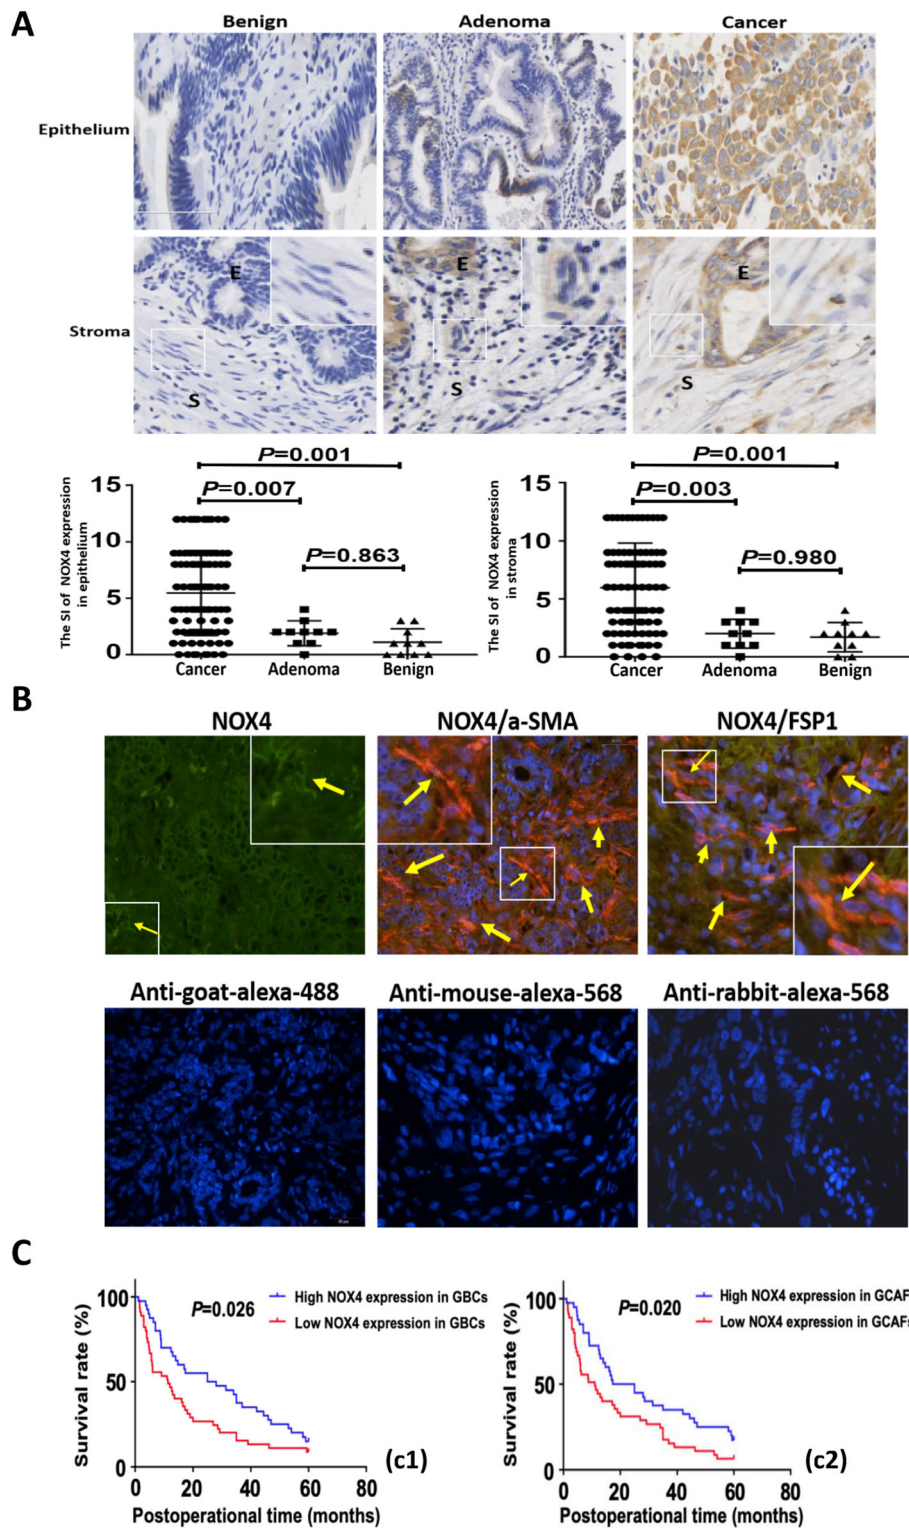 A
Benign
Adenoma
Cancer
Epithelium
Stroma
E
S
E
S
E
S
P=0.001
P=0.007
P=0.863
The SI of NOX4 expression
in epithelium
15
10
5
0
Cancer
Adenoma
Benign
P=0.001
P=0.003
P=0.980
The SI of NOX4 expression
in stroma
15
10
5
0
Cancer
Adenoma
Benign
B
NOX4
NOX4/a-SMA
NOX4/FSP1
Anti-goat-alexa-488
Anti-mouse-alexa-568
Anti-rabbit-alexa-568
C
Survival rate (%)
100
50
0
P=0.026
High NOX4 expression in GBCs
Low NOX4 expression in GBCs
0 20 40 60 80
Postoperational time (months)
(c1)
Survival rate (%)
100
50
0
P=0.020
High NOX4 expression in GCAFs
Low NOX4 expression in GCAFs
0 20 40 60 80
Postoperational time (months)
(c2)